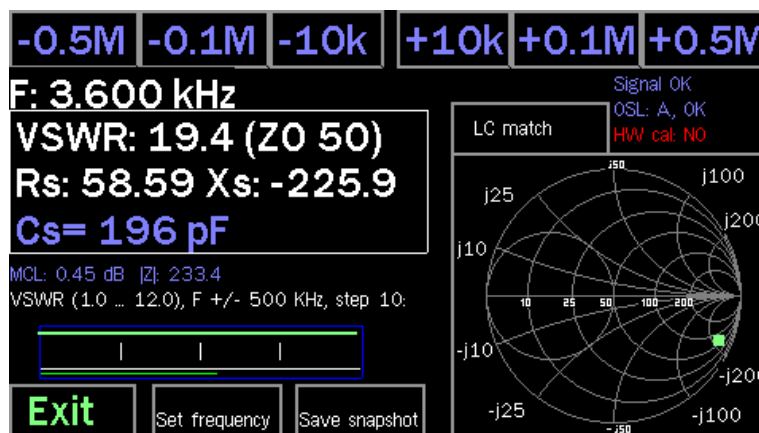 -0.5M -0.1M -10k +10k +0.1M +0.5M
F: 3.600 kHz
Signal OK
OSL: A, OK
HW cal: NO
VSWR: 19.4 (Z0 50)
Rs: 58.59 Xs: -225.9
Cs= 196 pF
LC match
MCL: 0.45 dB |Z|: 233.4
VSWR (1.0 … 12.0), F +/- 500 KHz, step 10:
j50
j25 j100
j10 j200
10 25 50 100 200
-j10 -j200
-j25 -j100
-j50
Exit Set frequency Save snapshot